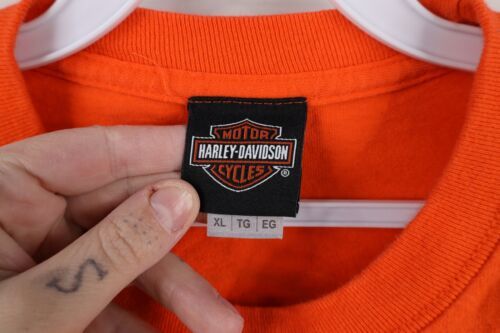 MOTOR
HARLEY-DAVIDSON
CYCLES
®
XL TG EG
S